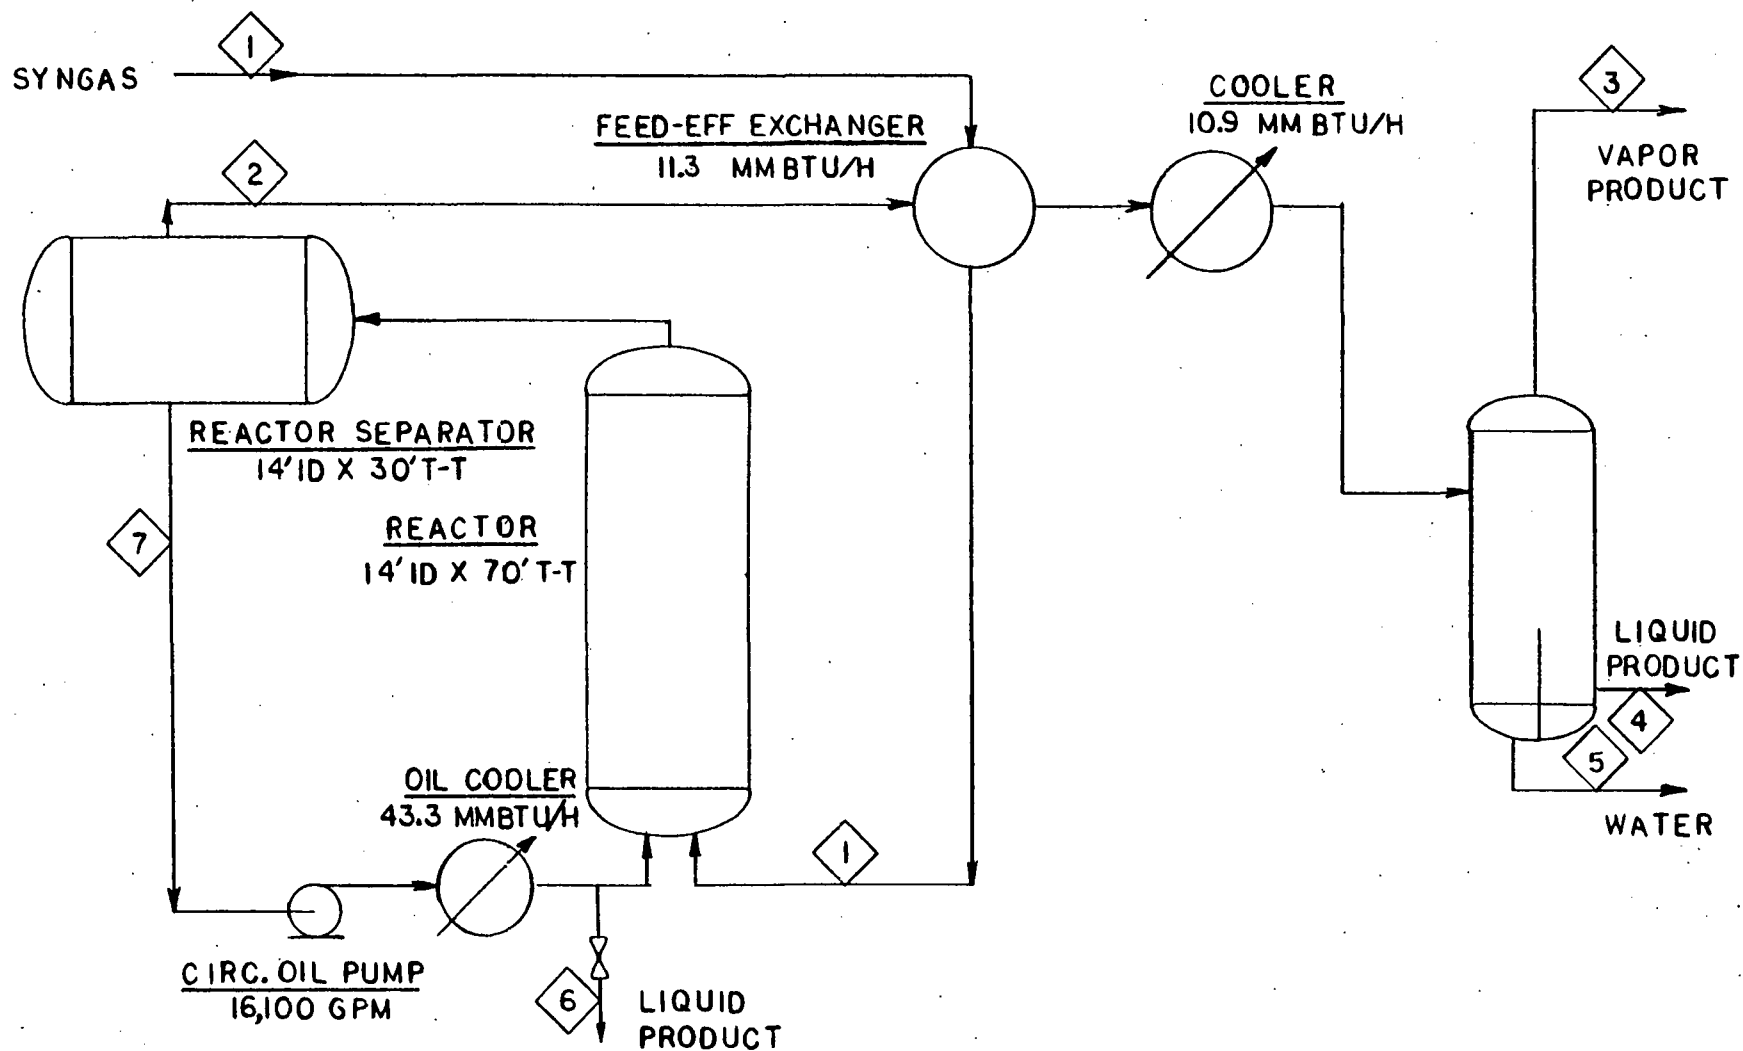 1
SYNGAS
3
COOLER
10.9 MM BTU/H
FEED-EFF EXCHANGER
11.3 MMBTU/H
VAPOR
PRODUCT
2
REACTOR SEPARATOR
14' ID X 30' T-T
7
REACTOR
14' ID X 70' T-T
LIQUID
PRODUCT
4
5
OIL COOLER
43.3 MMBTU/H
WATER
1
CIRC. OIL PUMP
16,100 GPM
6
LIQUID
PRODUCT